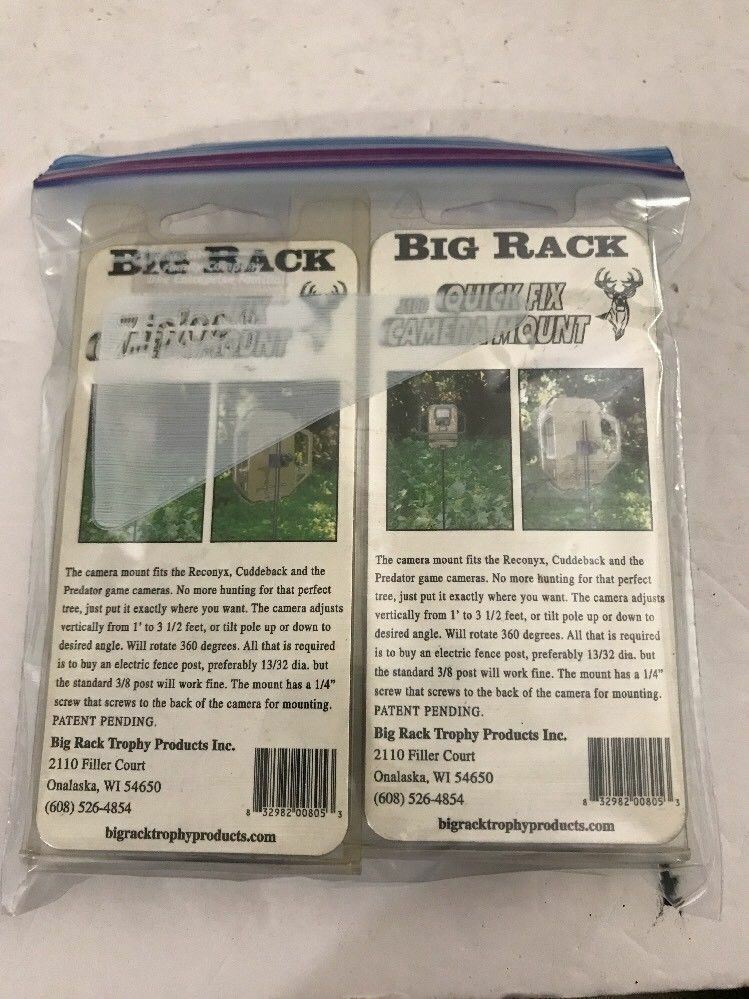 BIG RACK
Ziploc
MOUNT
The camera mount fits the Reconyx, Cuddeback and the
Predator game cameras. No more hunting for that perfect
tree, just put it exactly where you want. The camera adjusts
vertically from 1' to 3 1/2 feet, or tilt pole up or down to
desired angle. Will rotate 360 degrees. All that is required
is to buy an electric fence post, preferably 13/32 dia. but
the standard 3/8 post will work fine. The mount has a 1/4"
screw that screws to the back of the camera for mounting.
PATENT PENDING.
Big Rack Trophy Products Inc.
2110 Filler Court
Onalaska, WI 54650
(608) 526-4854
8 32982 00805 3
bigracktrophyproducts.com
BIG RACK
QUICK FIX
CAMERA MOUNT
The camera mount fits the Reconyx, Cuddeback and the
Predator game cameras. No more hunting for that perfect
tree, just put it exactly where you want. The camera adjusts
vertically from 1' to 3 1/2 feet, or tilt pole up or down to
desired angle. Will rotate 360 degrees. All that is required
is to buy an electric fence post, preferably 13/32 dia. but
the standard 3/8 post will work fine. The mount has a 1/4"
screw that screws to the back of the camera for mounting.
PATENT PENDING.
Big Rack Trophy Products Inc.
2110 Filler Court
Onalaska, WI 54650
(608) 526-4854
8 32982 00805 3
bigracktrophyproducts.com